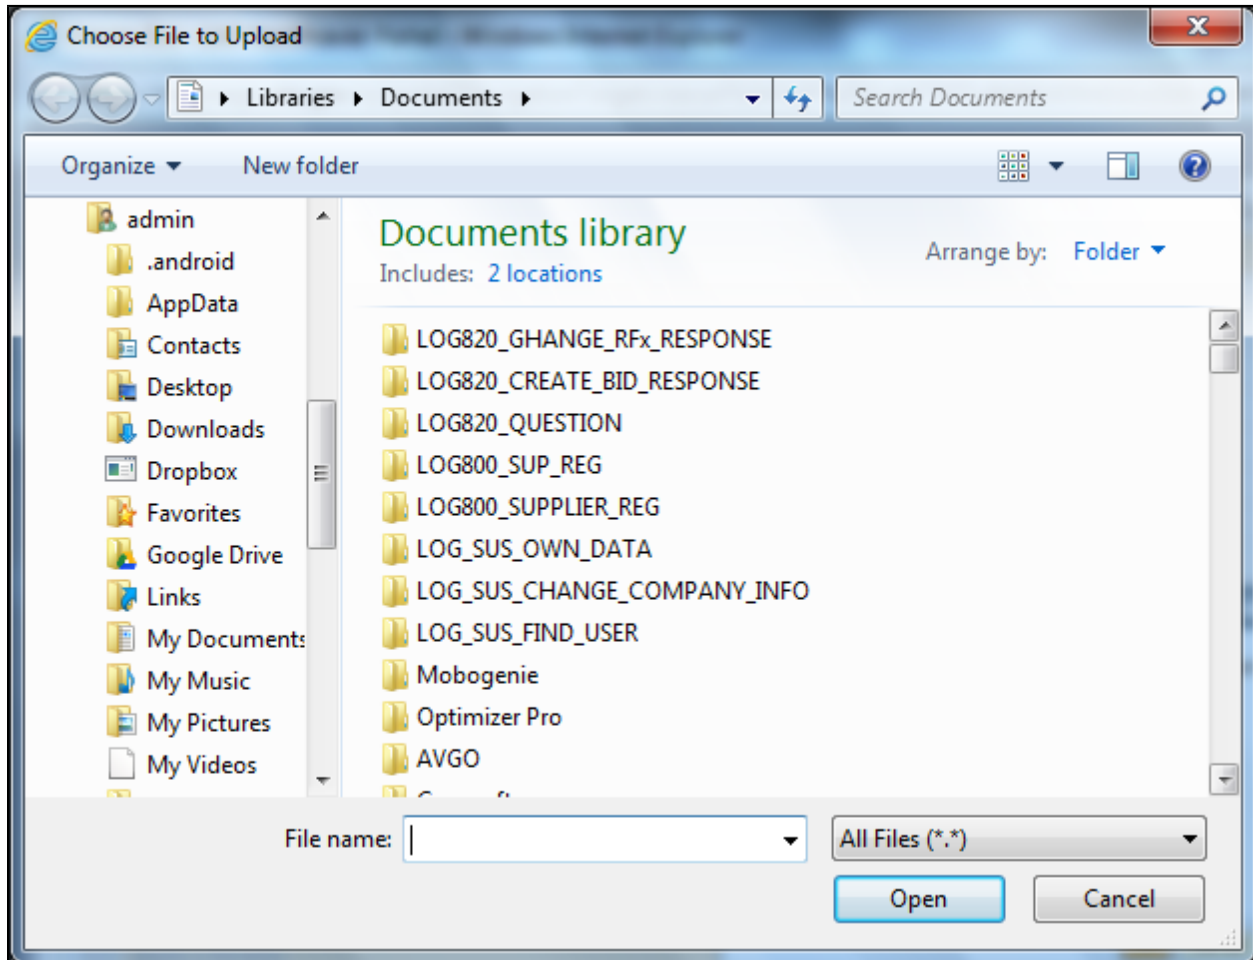 Choose File to Upload
Libraries Documents
Search Documents
Organize
New folder
admin
.android
AppData
Contacts
Desktop
Downloads
Dropbox
Favorites
Google Drive
Links
My Documents
My Music
My Pictures
My Videos
Documents library
Includes: 2 locations
Arrange by: Folder
LOG820_GHANGE_RFx_RESPONSE
LOG820_CREATE_BID_RESPONSE
LOG820_QUESTION
LOG800_SUP_REG
LOG800_SUPPLIER_REG
LOG_SUS_OWN_DATA
LOG_SUS_CHANGE_COMPANY_INFO
LOG_SUS_FIND_USER
Mobogenie
Optimizer Pro
AVGO
File name:
All Files (*.*)
Open
Cancel